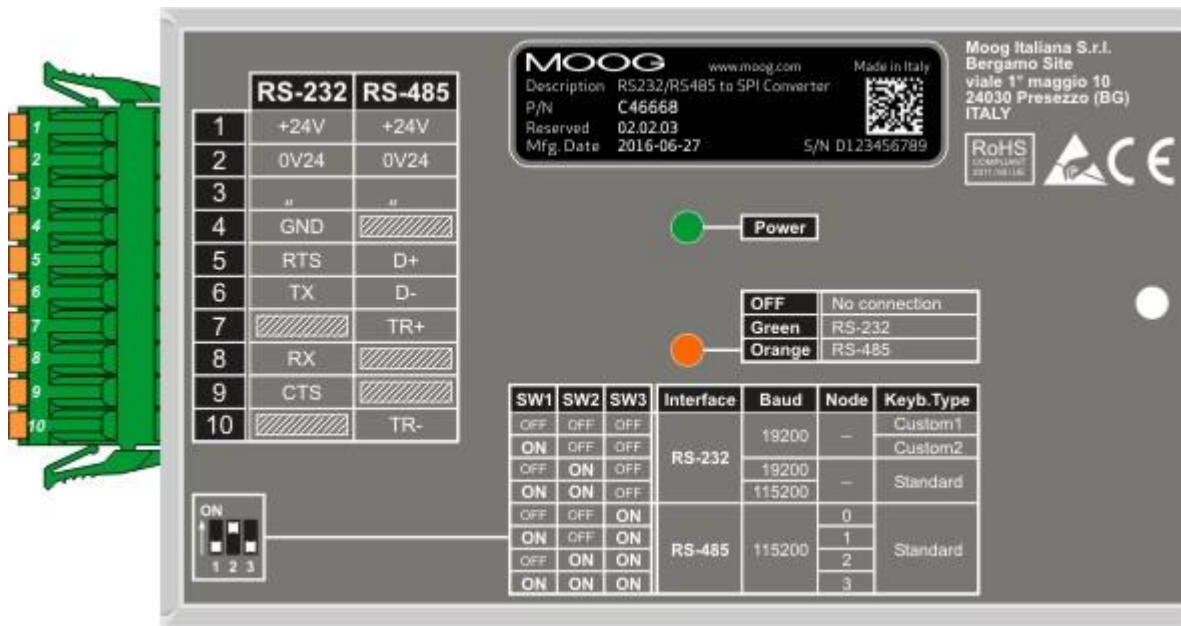 MOOG www.moog.com Made in Italy
Description RS232/RS485 to SPI Converter
P/N C46668
Reserved 02.02.03
Mfg. Date 2016-06-27 S/N D123456789
Moog Italiana S.r.l.
Bergamo Site
viale 1° maggio 10
24030 Presezzo (BG)
ITALY
RoHS
COMPLIANT
2011/65/UE
CE
RS-232 RS-485
1 +24V +24V
2 0V24 0V24
3 „ „
4 GND
5 RTS D+
6 TX D-
7 TR+
8 RX
9 CTS
10 TR-
1
2
3
4
5
6
7
8
9
10
Power
OFF No connection
Green RS-232
Orange RS-485
SW1 SW2 SW3 Interface Baud Node Keyb.Type
OFF OFF OFF RS-232 19200 – Custom1
ON OFF OFF Custom2
OFF ON OFF 19200 – Standard
ON ON OFF 115200
OFF OFF ON RS-485 115200 0 Standard
ON OFF ON 1
OFF ON ON 2
ON ON ON 3
ON
1 2 3